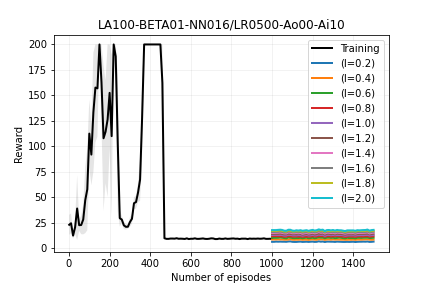 LA100-BETA01-NN016/LR0500-Ao00-Ai10
200
175
150
125
100
75
50
25
0
Reward
Training
(l=0.2)
(l=0.4)
(l=0.6)
(l=0.8)
(l=1.0)
(l=1.2)
(l=1.4)
(l=1.6)
(l=1.8)
(l=2.0)
0 200 400 600 800 1000 1200 1400
Number of episodes